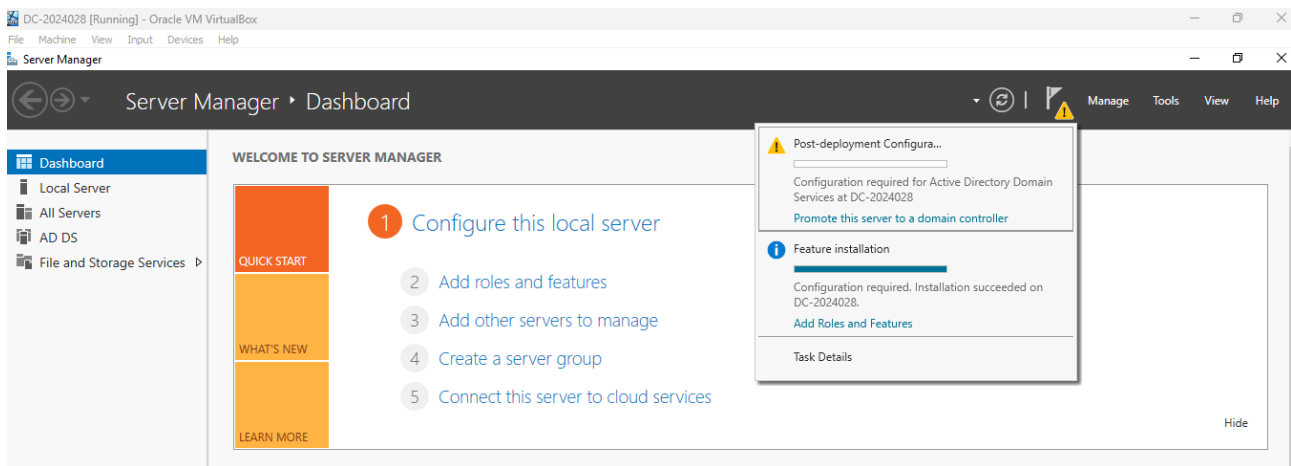 DC-2024028 [Running] - Oracle VM VirtualBox
File Machine View Input Devices Help
Server Manager
Server Manager • Dashboard
Manage Tools View Help
Dashboard
Local Server
All Servers
AD DS
File and Storage Services
WELCOME TO SERVER MANAGER
QUICK START
WHAT'S NEW
LEARN MORE
1 Configure this local server
2 Add roles and features
3 Add other servers to manage
4 Create a server group
5 Connect this server to cloud services
Hide
Post-deployment Configura...
Configuration required for Active Directory Domain
Services at DC-2024028
Promote this server to a domain controller
Feature installation
Configuration required. Installation succeeded on
DC-2024028.
Add Roles and Features
Task Details